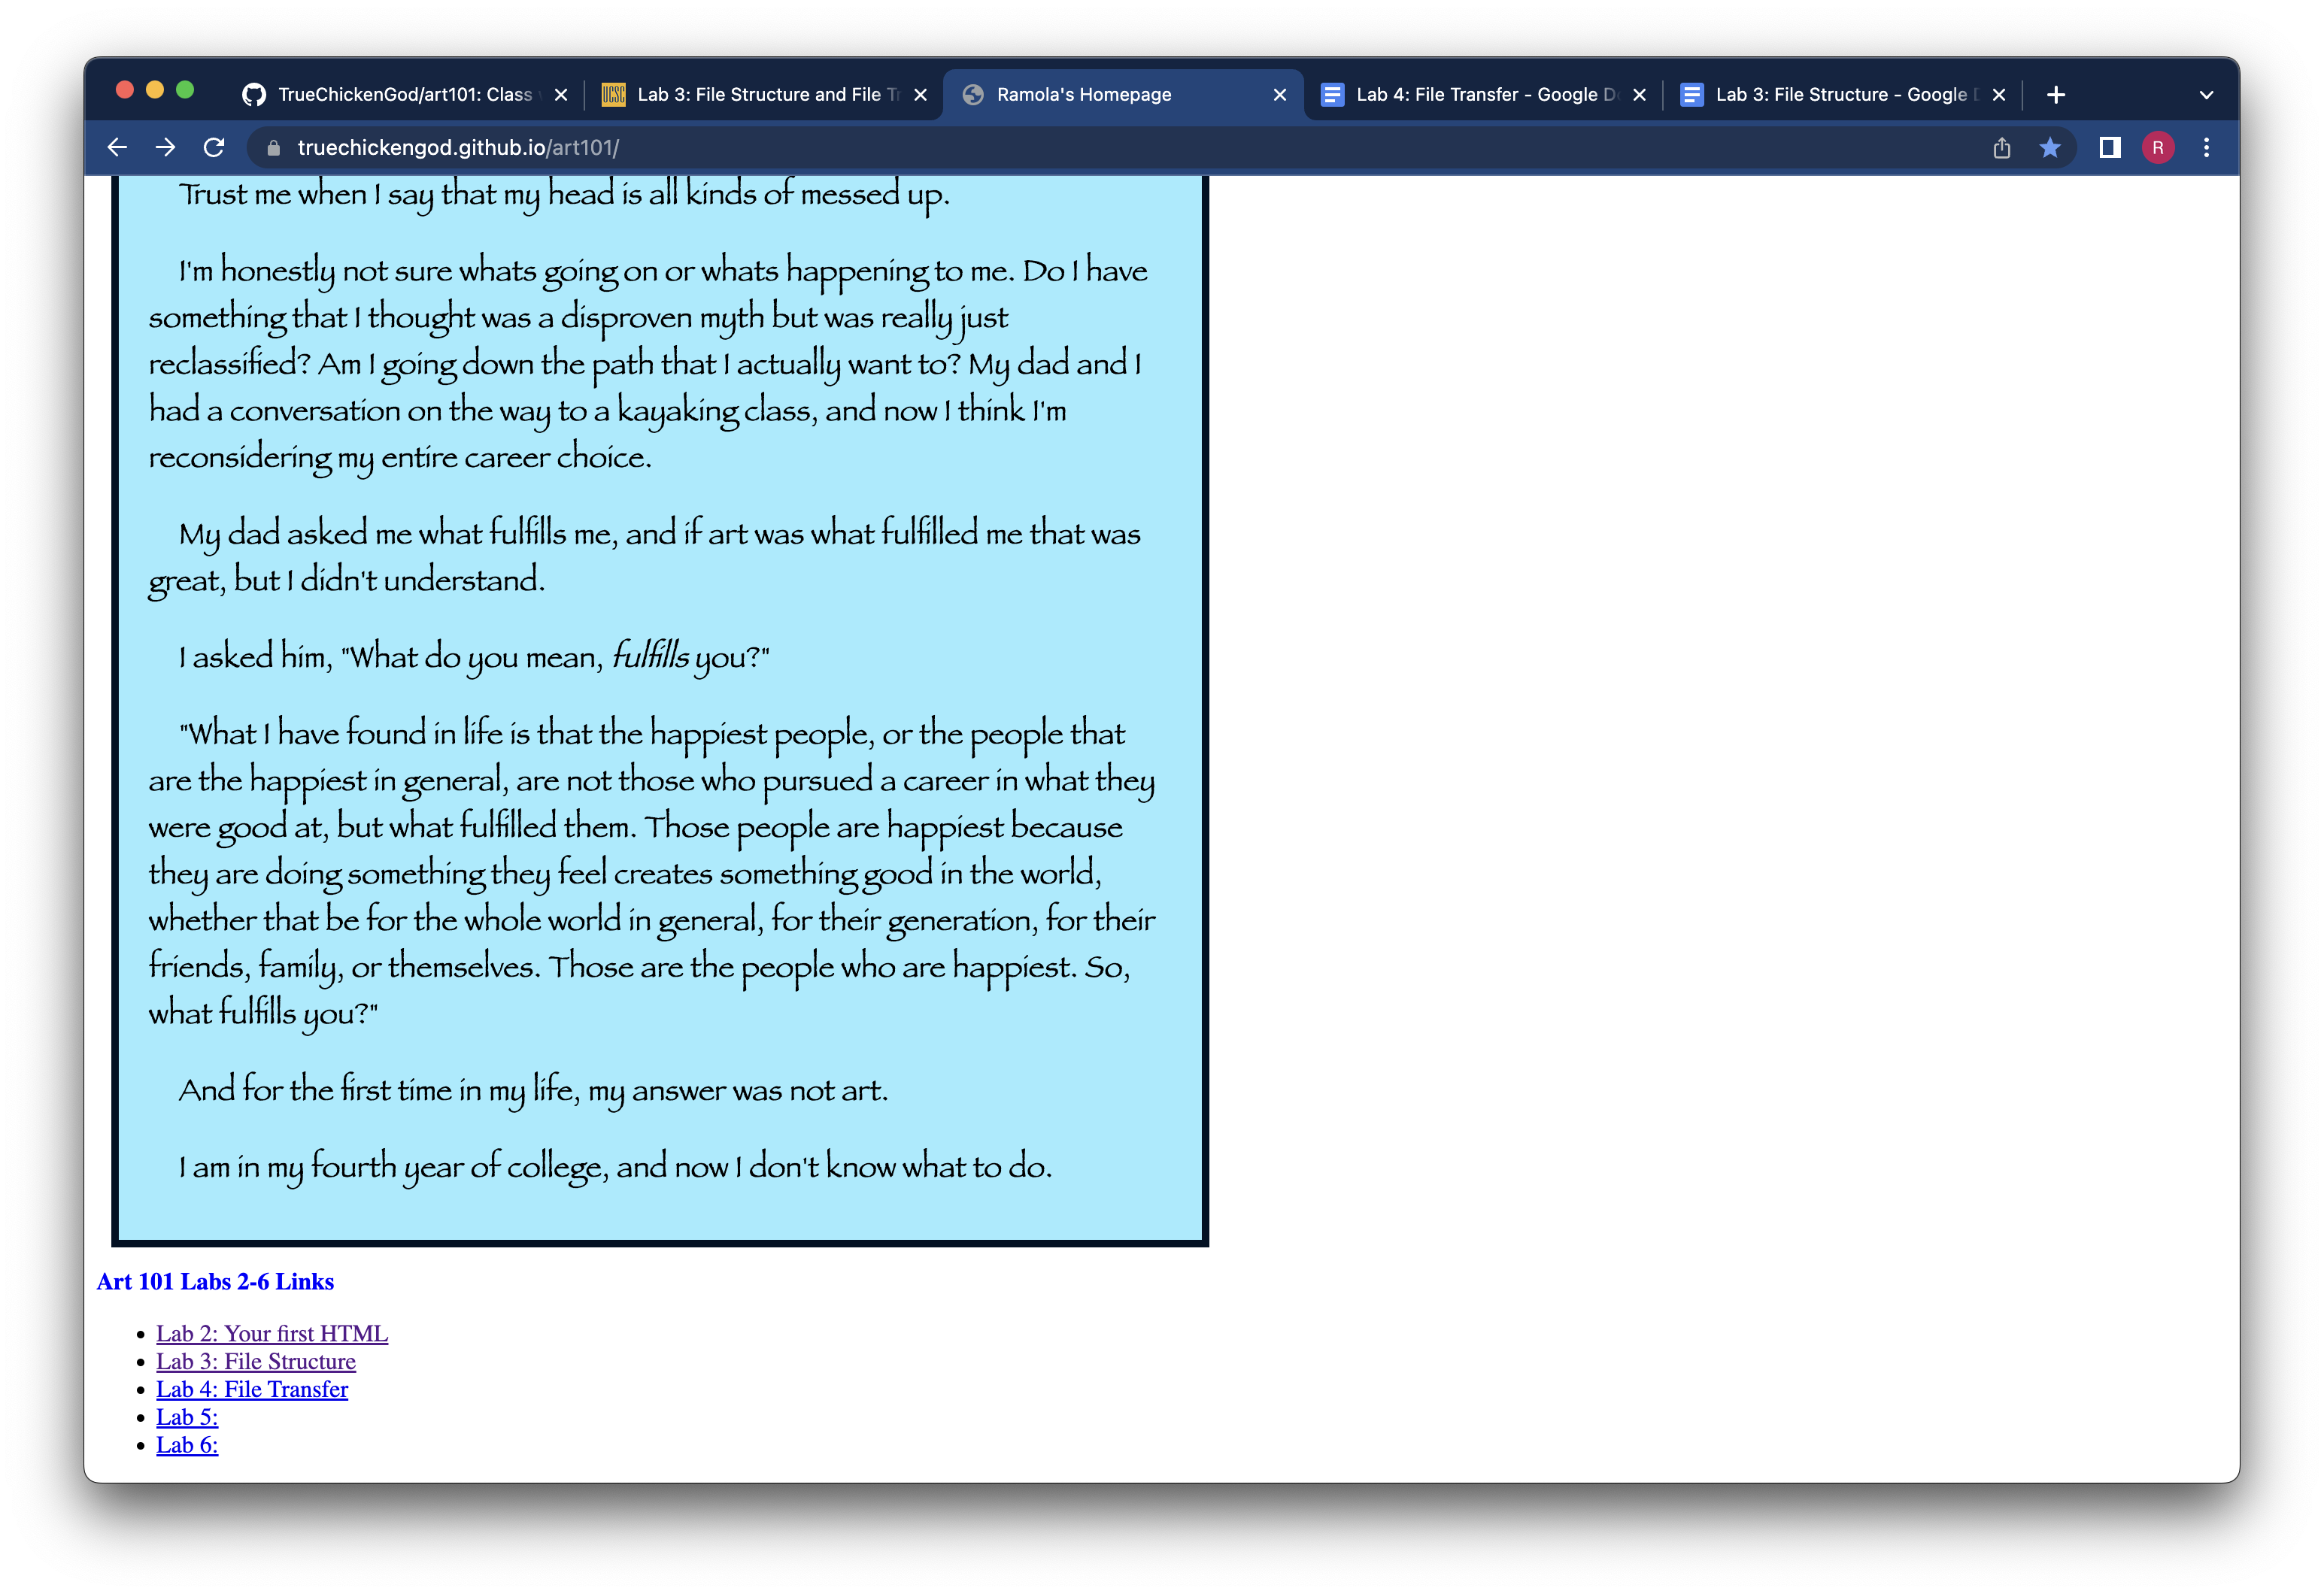 TrueChickenGod/art101: Class
Lab 3: File Structure and File Tr
Ramola's Homepage
Lab 4: File Transfer - Google Do
Lab 3: File Structure - Google D
truechickengod.github.io/art101/
R
Trust me when I say that my head is all kinds of messed up.
I'm honestly not sure whats going on or whats happening to me. Do I have
something that I thought was a disproven myth but was really just
reclassified? Am I going down the path that I actually want to? My dad and I
had a conversation on the way to a kayaking class, and now I think I'm
reconsidering my entire career choice.
My dad asked me what fulfills me, and if art was what fulfilled me that was
great, but I didn't understand.
I asked him, "What do you mean, fulfills you?"
"What I have found in life is that the happiest people, or the people that
are the happiest in general, are not those who pursued a career in what they
were good at, but what fulfilled them. Those people are happiest because
they are doing something they feel creates something good in the world,
whether that be for the whole world in general, for their generation, for their
friends, family, or themselves. Those are the people who are happiest. So,
what fulfills you?"
And for the first time in my life, my answer was not art.
I am in my fourth year of college, and now I don't know what to do.
Art 101 Labs 2-6 Links
Lab 2: Your first HTML
Lab 3: File Structure
Lab 4: File Transfer
Lab 5:
Lab 6: